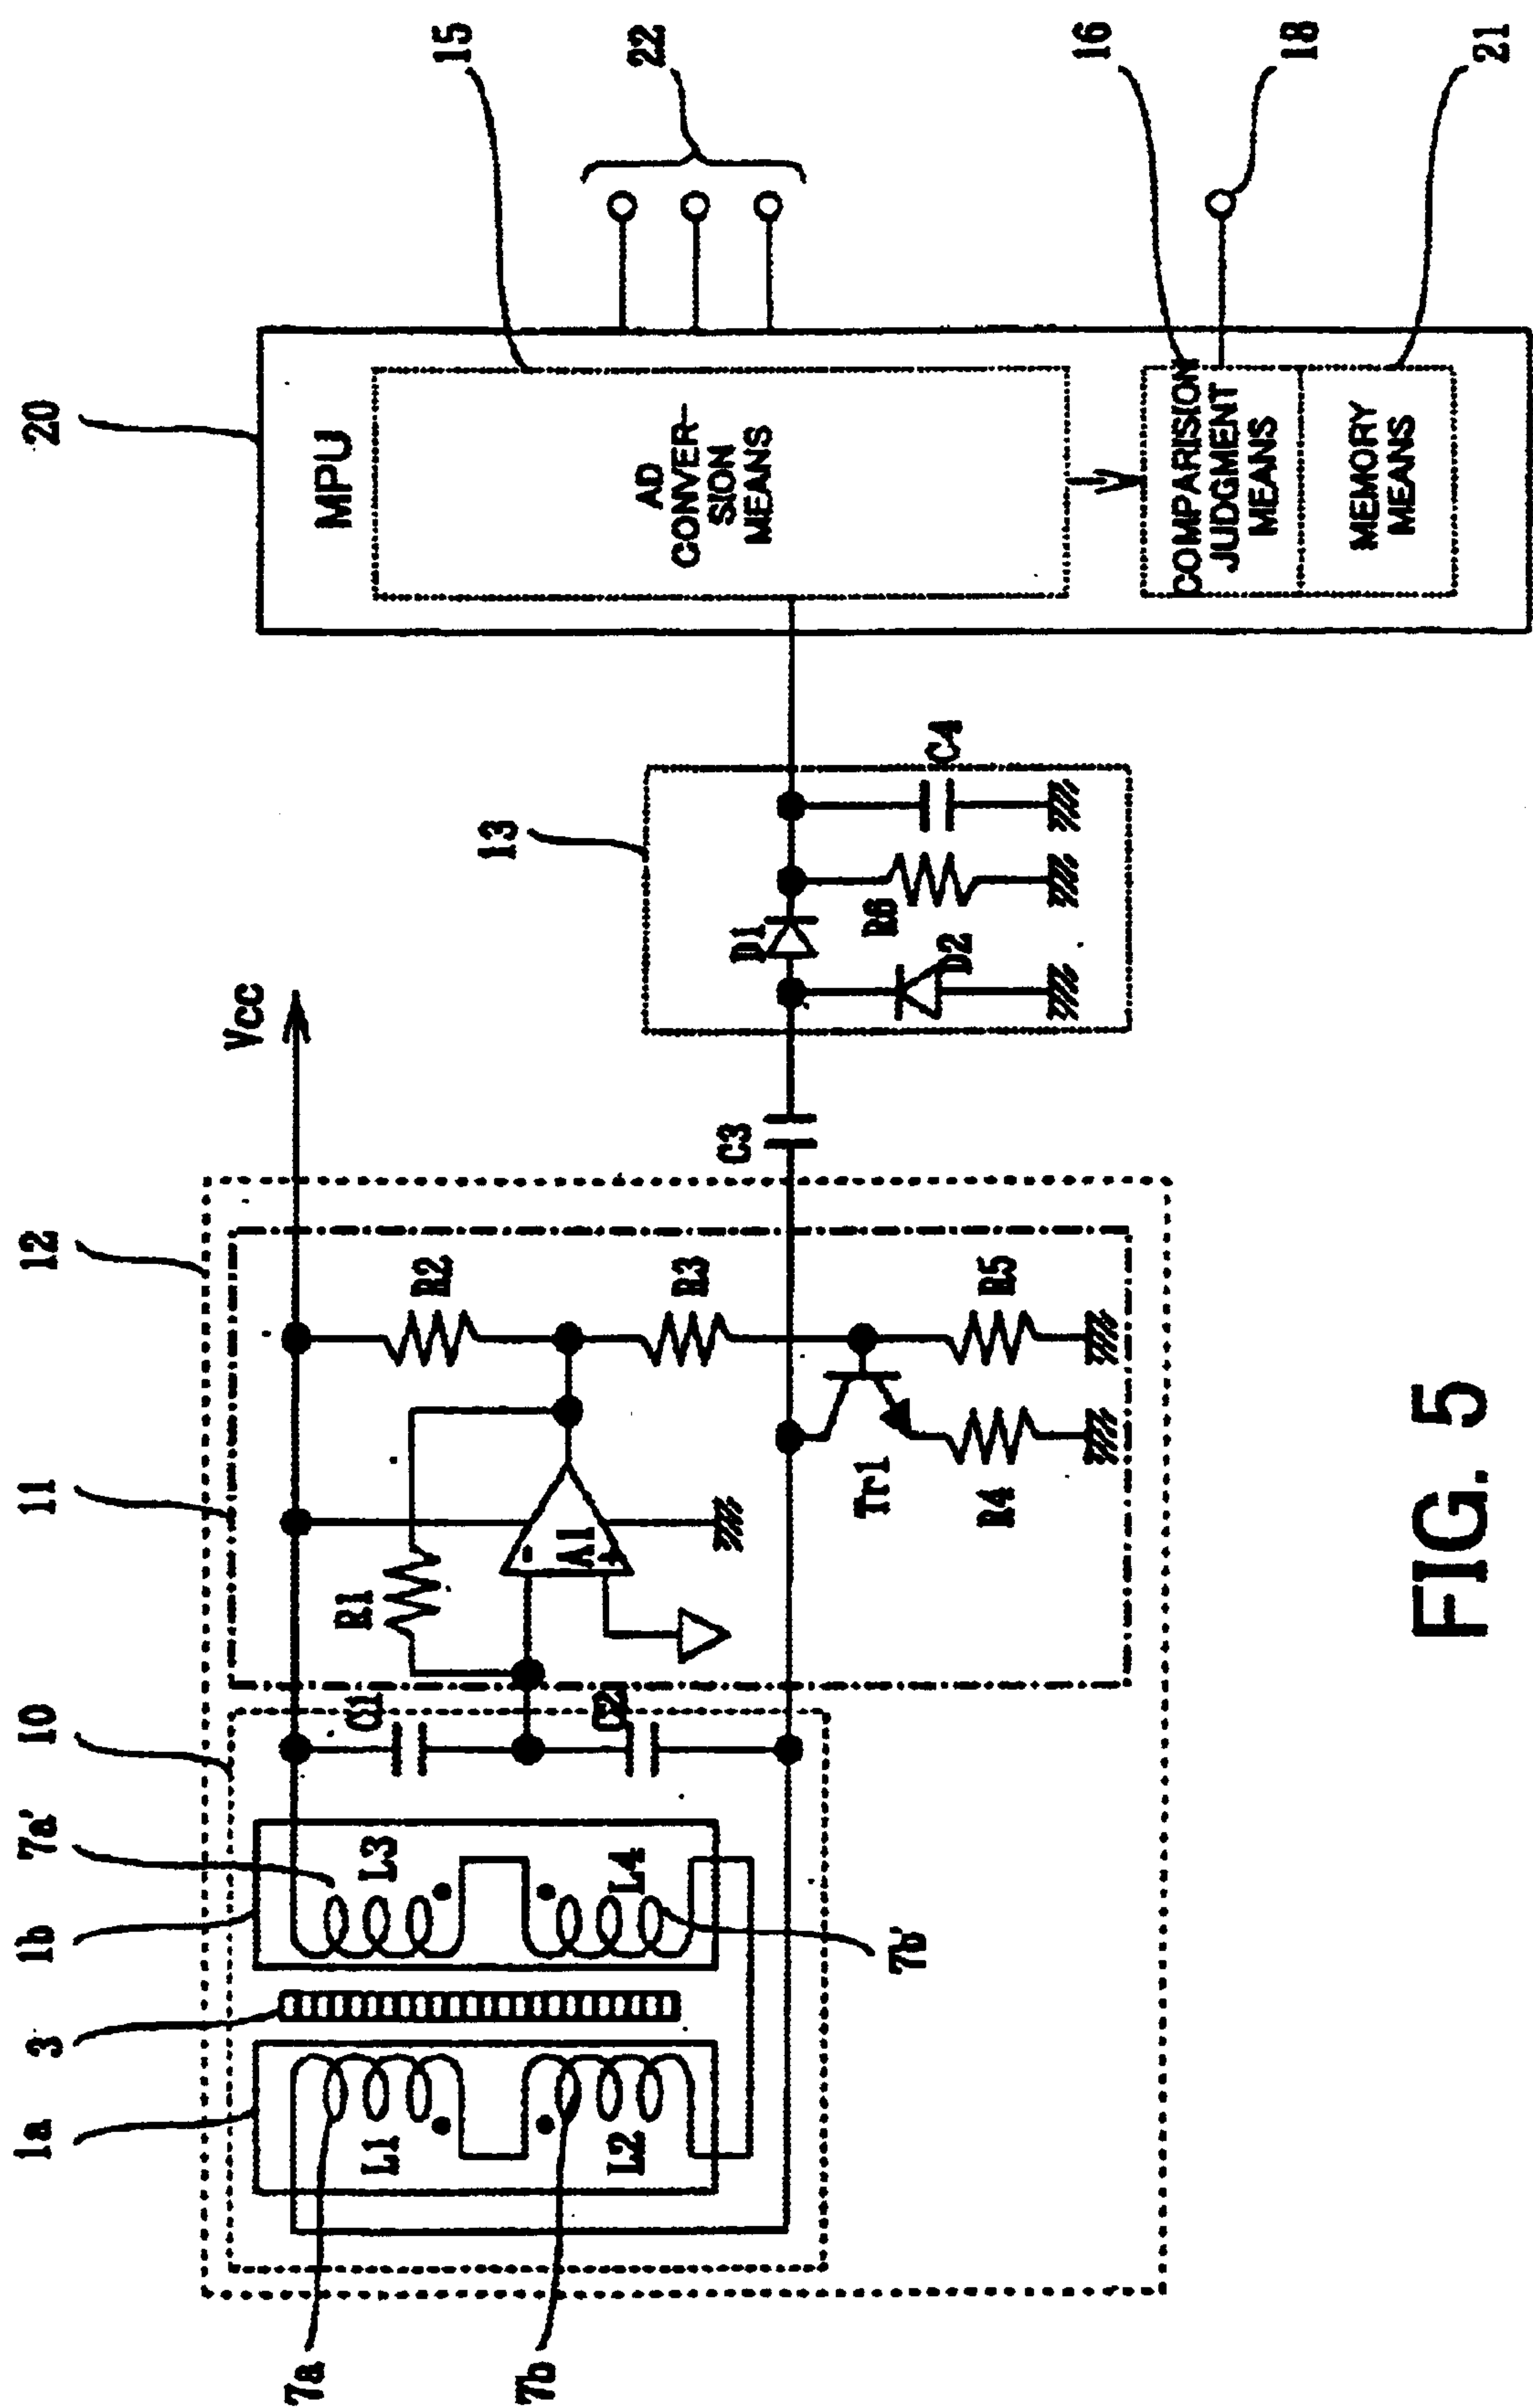 20
MPU
15
AD
CONVER-
SION
MEANS
22
16
COMPARISION
JUDGMENT
MEANS
18
MEMORY
MEANS
21
13
D1
D2
R6
C4
Vcc
C3
12
11
R1
R2
R3
R4
R5
A1
-
+
Tr1
10
C1
C2
7a'
L3
L4
7b'
1b
3
1a
L1
L2
7a
7b
FIG. 5